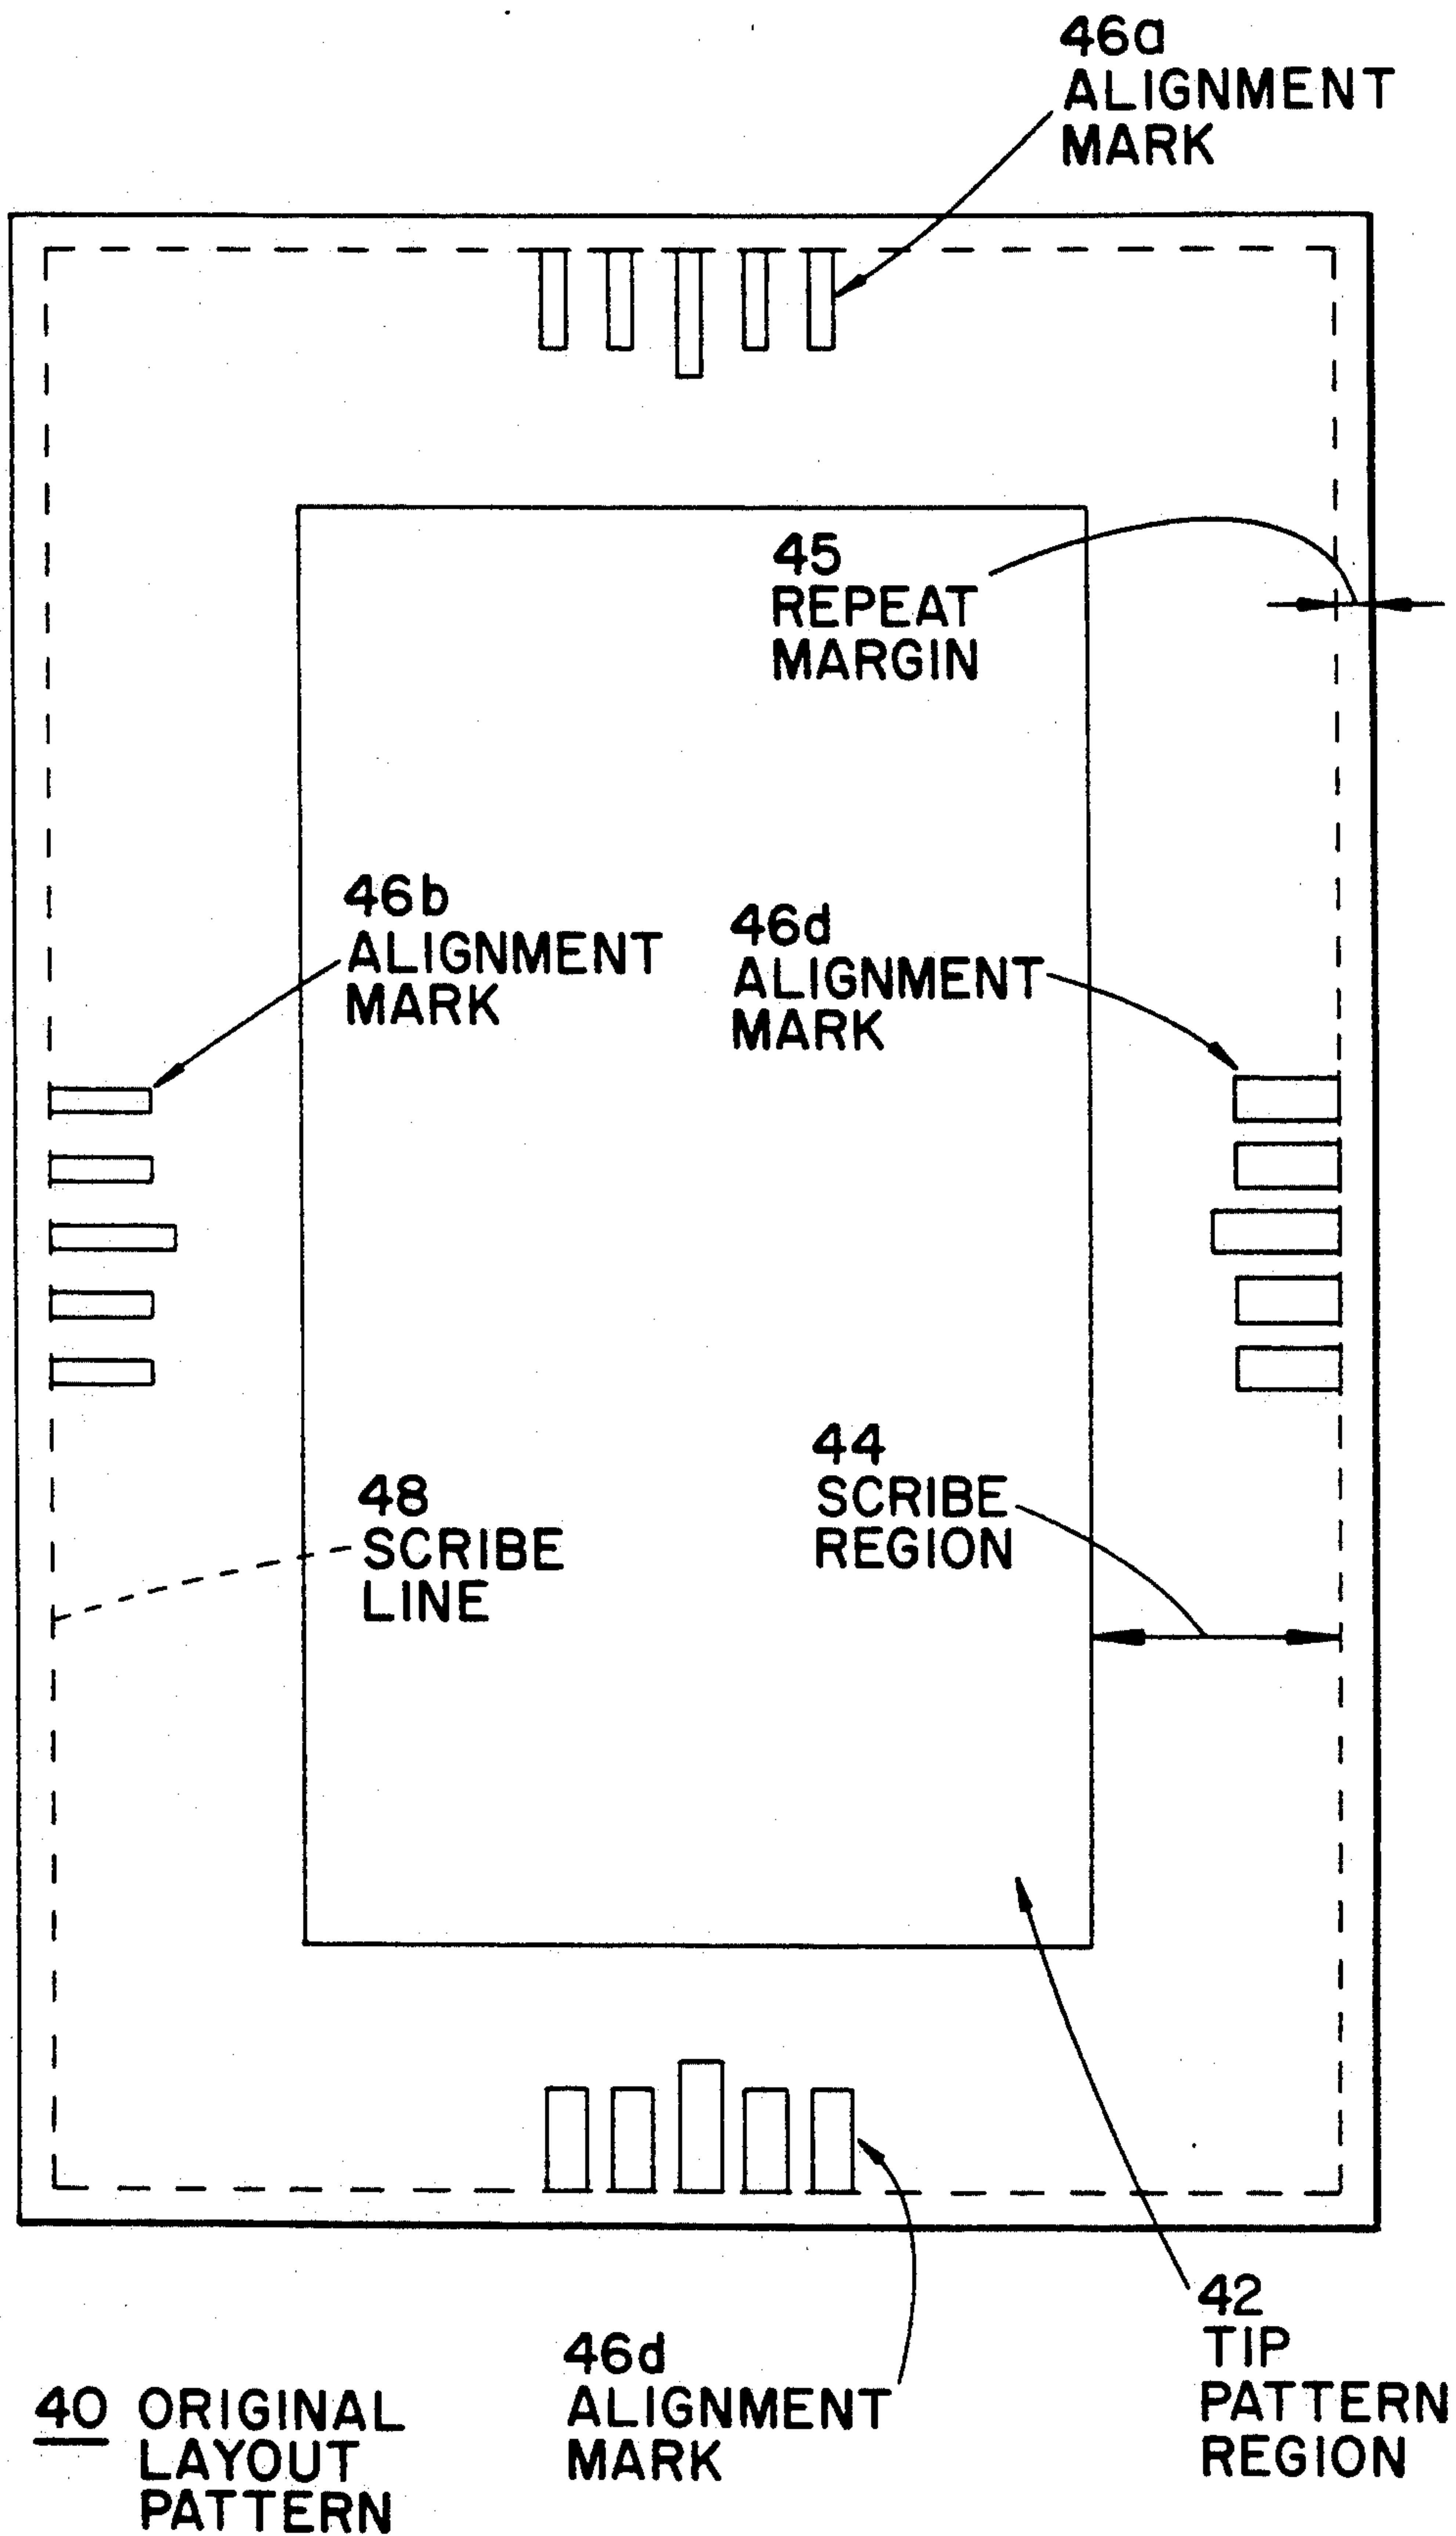 46a
ALIGNMENT
MARK
45
REPEAT
MARGIN
46b
ALIGNMENT
MARK
46d
ALIGNMENT
MARK
44
SCRIBE
REGION
48
SCRIBE
LINE
42
TIP
PATTERN
REGION
46d
ALIGNMENT
MARK
40 ORIGINAL
LAYOUT
PATTERN